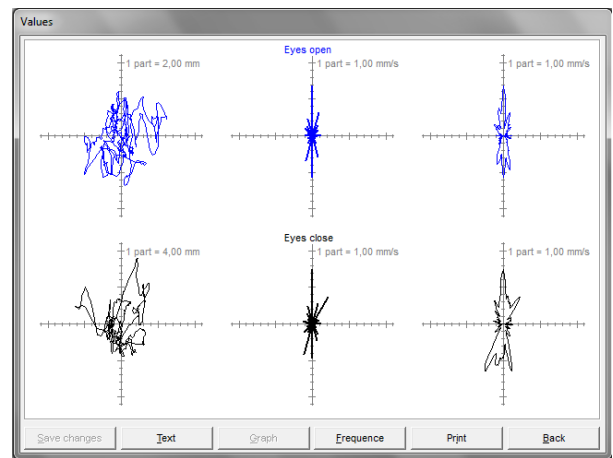 Values
Eyes open
1 part = 2,00 mm
1 part = 1,00 mm/s
1 part = 1,00 mm/s
Eyes close
1 part = 4,00 mm
1 part = 1,00 mm/s
1 part = 1,00 mm/s
Save changes
Text
Graph
Frequence
Print
Back